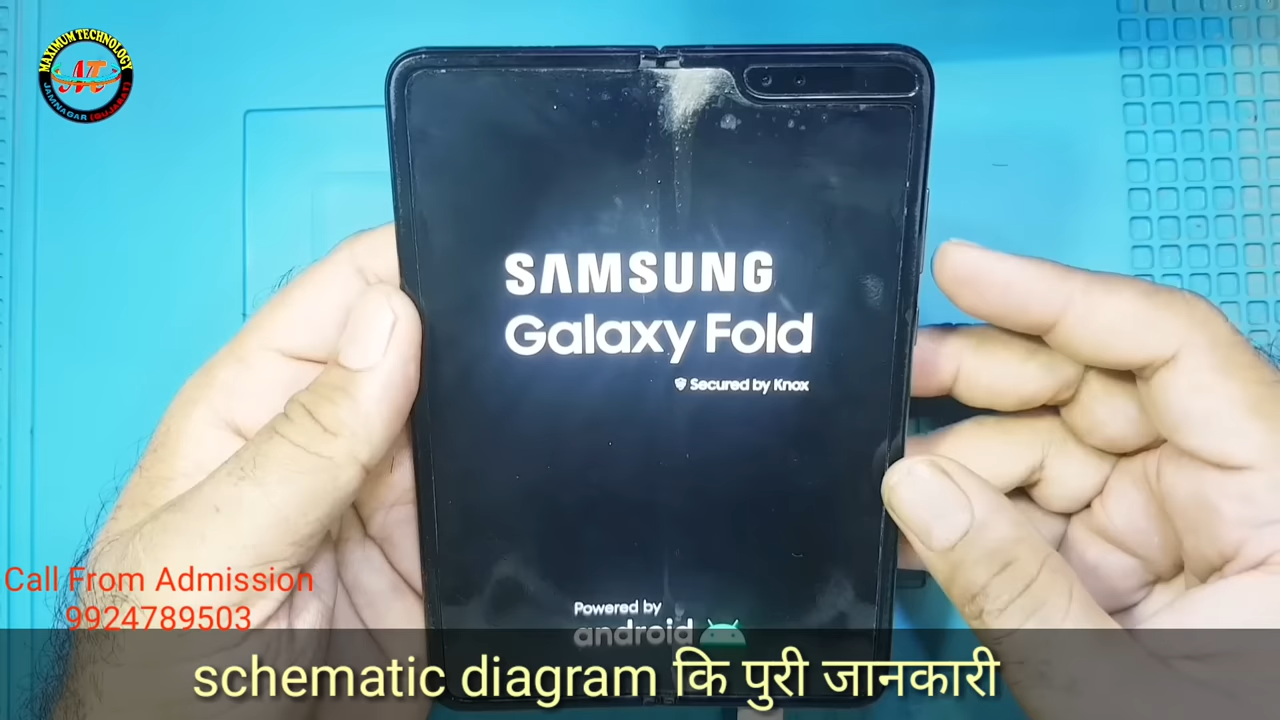 MAXIMUM TECHNOLOGY
MT
JAMNAGAR (GUJARAT)
SAMSUNG
Galaxy Fold
Secured by Knox
Call From Admission
9924789503
Powered by
android
schematic diagram कि पुरी जानकारी